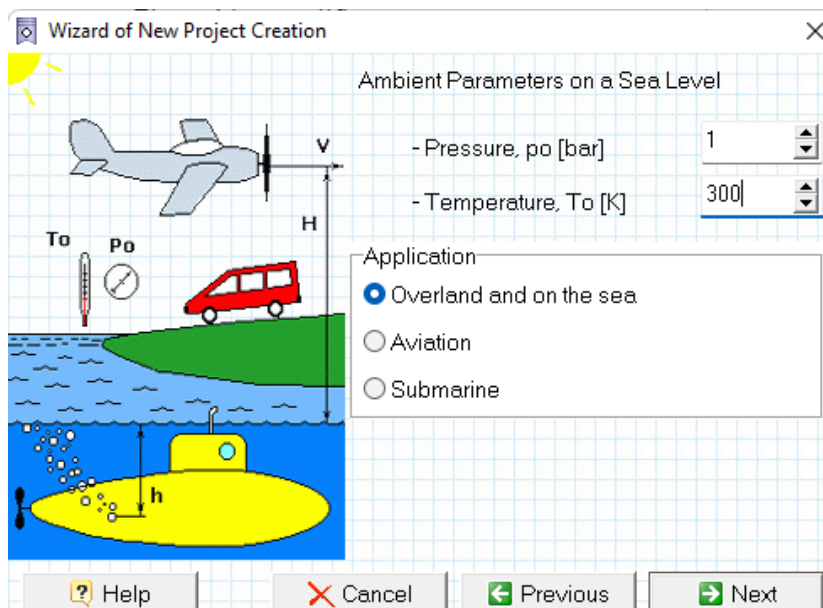 Wizard of New Project Creation
Ambient Parameters on a Sea Level
- Pressure, po [bar]
1
- Temperature, To [K]
300
V
H
To
Po
Application
Overland and on the sea
Aviation
Submarine
h
Help
Cancel
Previous
Next